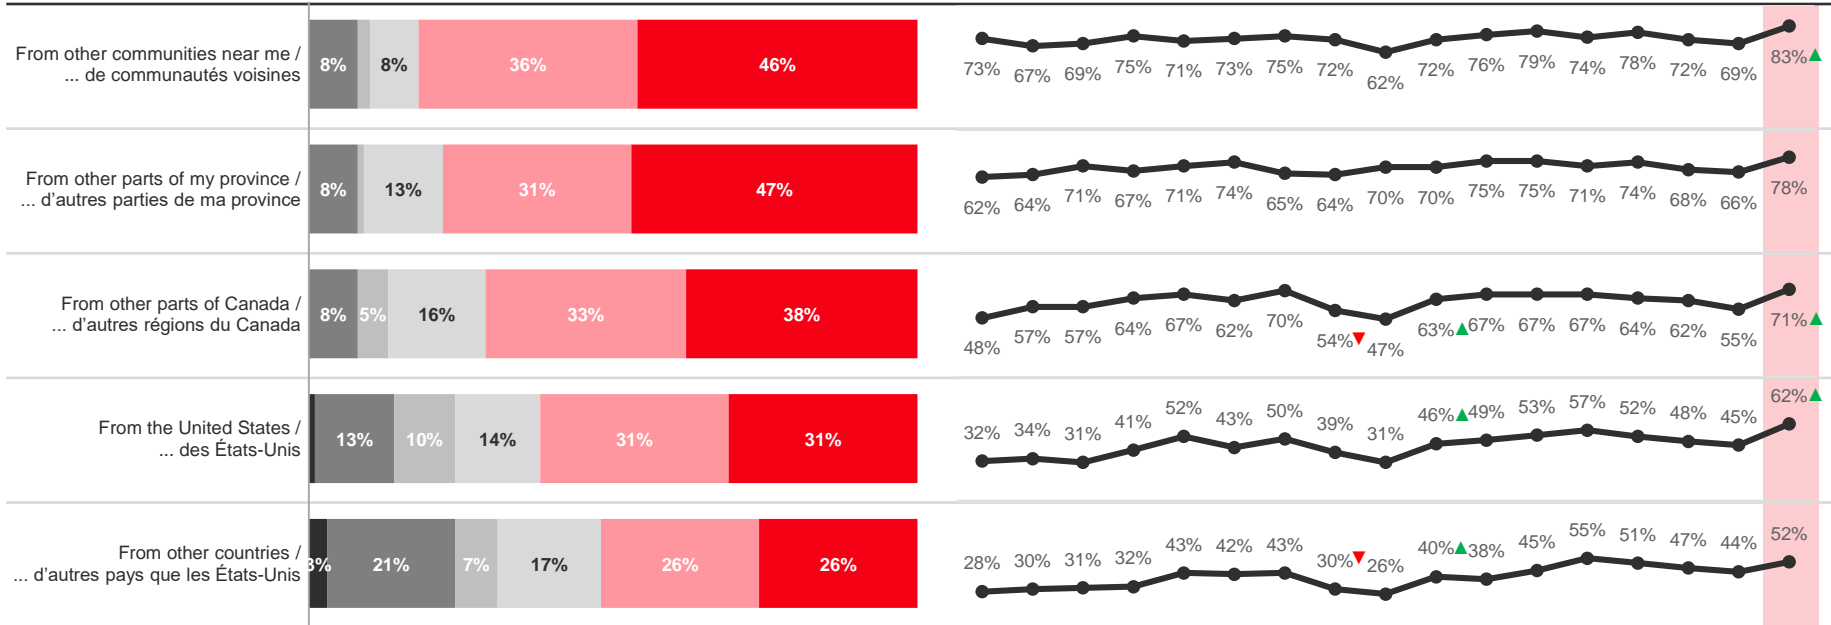 From other communities near me /
... de communautés voisines
8% 8% 36% 46%
73% 67% 69% 75% 71% 73% 75% 72% 62% 72% 76% 79% 74% 78% 72% 69% 83%▲
From other parts of my province /
... d'autres parties de ma province
8% 13% 31% 47%
62% 64% 71% 67% 71% 74% 65% 64% 70% 70% 75% 75% 71% 74% 68% 66% 78%
From other parts of Canada /
... d'autres régions du Canada
8% 5% 16% 33% 38%
48% 57% 57% 64% 67% 62% 70% 54%▼ 47% 63%▲ 67% 67% 67% 64% 62% 55% 71%▲
From the United States /
... des États-Unis
13% 10% 14% 31% 31%
32% 34% 31% 41% 52% 43% 50% 39% 31% 46%▲ 49% 53% 57% 52% 48% 45% 62%▲
From other countries /
... d'autres pays que les États-Unis
3% 21% 7% 17% 26% 26%
28% 30% 31% 32% 43% 42% 43% 30%▼ 26% 40%▲ 38% 45% 55% 51% 47% 44% 52%